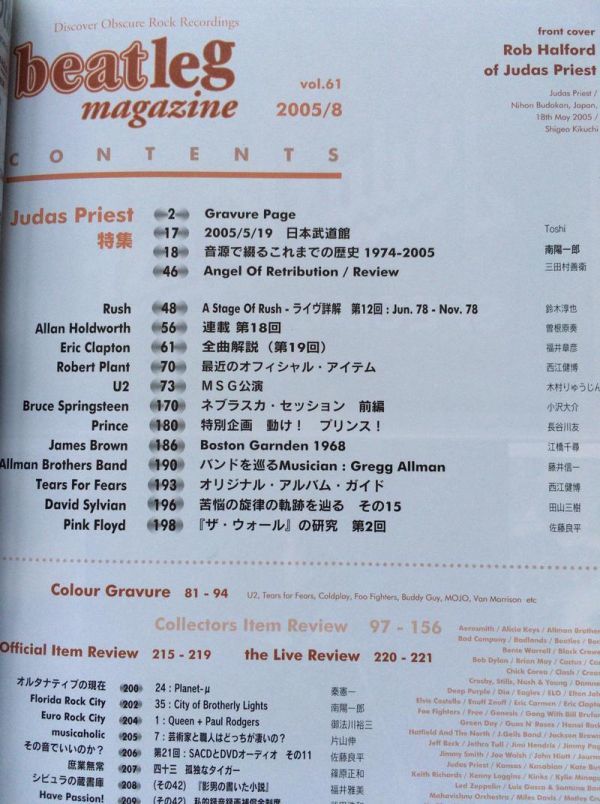 Discover Obscure Rock Recordings
beatleg
magazine
vol.61
2005/8
front cover
Rob Halford
of Judas Priest
Judas Priest /
Nihon Budokan, Japan,
18th May 2005 /
Shigeo Kikuchi
CONTENTS
Judas Priest 2 Gravure Page
特集 17 2005/5/19 日本武道館 Toshi
18 音源で綴るこれまでの歴史 1974-2005 南陽一郎
46 Angel Of Retribution / Review 三田村善衛
Rush 48 A Stage Of Rush - ライヴ詳解 第12回 : Jun. 78 - Nov. 78 鈴木淳也
Allan Holdworth 56 連載 第18回 曽根原奏
Eric Clapton 61 全曲解説（第19回） 福井章彦
Robert Plant 70 最近のオフィシャル・アイテム 西江健博
U2 73 MSG公演 木村りゅうじん
Bruce Springsteen 170 ネブラスカ・セッション 前編 小沢大介
Prince 180 特別企画 動け！ プリンス！ 長谷川友
James Brown 186 Boston Garnden 1968 江橋千尋
Allman Brothers Band 190 バンドを巡るMusician : Gregg Allman 藤井信一
Tears For Fears 193 オリジナル・アルバム・ガイド 西江健博
David Sylvian 196 苦悩の旋律の軌跡を辿る その15 田山三樹
Pink Floyd 198 『ザ・ウォール』の研究 第2回 佐藤良平
Colour Gravure 81 - 94 U2, Tears for Fears, Coldplay, Foo Fighters, Buddy Guy, MOJO, Van Morrison etc
Collectors Item Review 97 - 156
Official Item Review 215 - 219 the Live Review 220 - 221
オルタナティブの現在 200 24 : Planet-μ 秦憲一
Florida Rock City 202 35 : City of Brotherly Lights 南陽一郎
Euro Rock City 204 1 : Queen + Paul Rodgers 御法川裕三
musicaholic 205 7 : 芸術家と職人はどっちが凄いの？ 片山伸
その音でいいのか？ 206 第21回 : SACDとDVDオーディオ その11 佐藤良平
庶業無常 207 四十三 孤独なタイガー 篠原正和
シビュラの蔵書庫 208 （その42）『影男の書いた小説』 福井雅美
Have Passion! 209
Aerosmith / Alicia Keys / Allman Brother
Bad Company / Badlands / Beatles / Bec
Bernie Warrell / Black Crowe
Bob Dylan / Brian May / Cactus / Ca
Chick Corea / Clash / Crea
Crosby, Stills, Nash & Young / Damne
Deep Purple / Dio / Eagles / ELO / Elton Joh
Elvis Costello / Enuff Znuff / Eric Carmen / Eric Clapton
Foo Fighters / Free / Genesis / Gang With Bill Brufor
Green Day / Guns N' Roses / Hensi Back
Hatfield And The North / J.Geils Band / Jackson Brown
Jeff Beck / Jethro Tull / Jimi Hendrix / Jimmy Pag
Jimmy Smith / Joe Walsh / John Hiatt / Journe
Judas Priest / Kansas / Kasabian / Kate Bus
Keith Richards / Kenny Loggins / Kinks / Kylie Minogu
Led Zeppelin / Luis Gasca & Santana Ban
Mahavishnu Orchestra / Miles Davis / Motley Cr